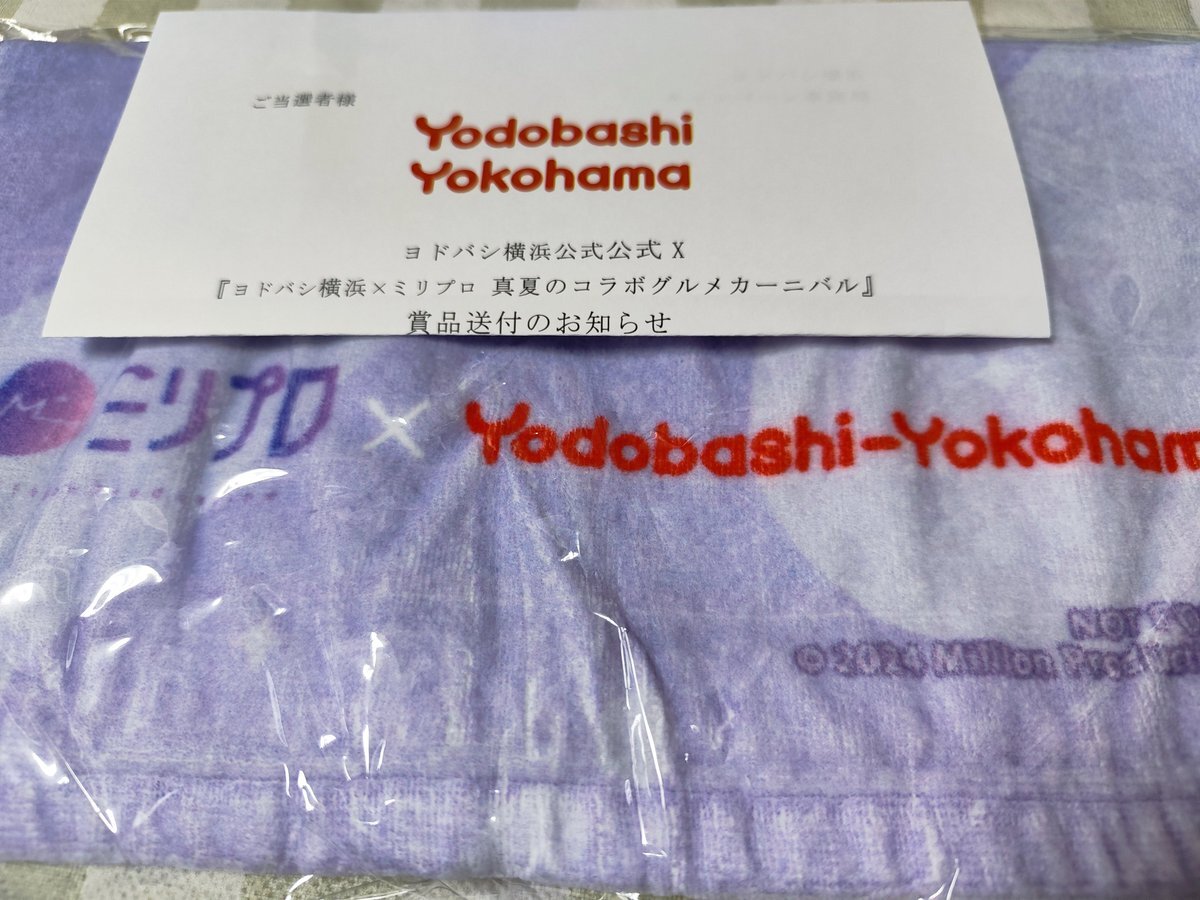 ご当選者様
Yodobashi
Yokohama
ヨドバシ横浜公式公式 X
『ヨドバシ横浜×ミリプロ 真夏のコラボグルメカーニバル』
賞品送付のお知らせ
ミリプロ × Yodobashi-Yokoham
NOT
© 2024 Million